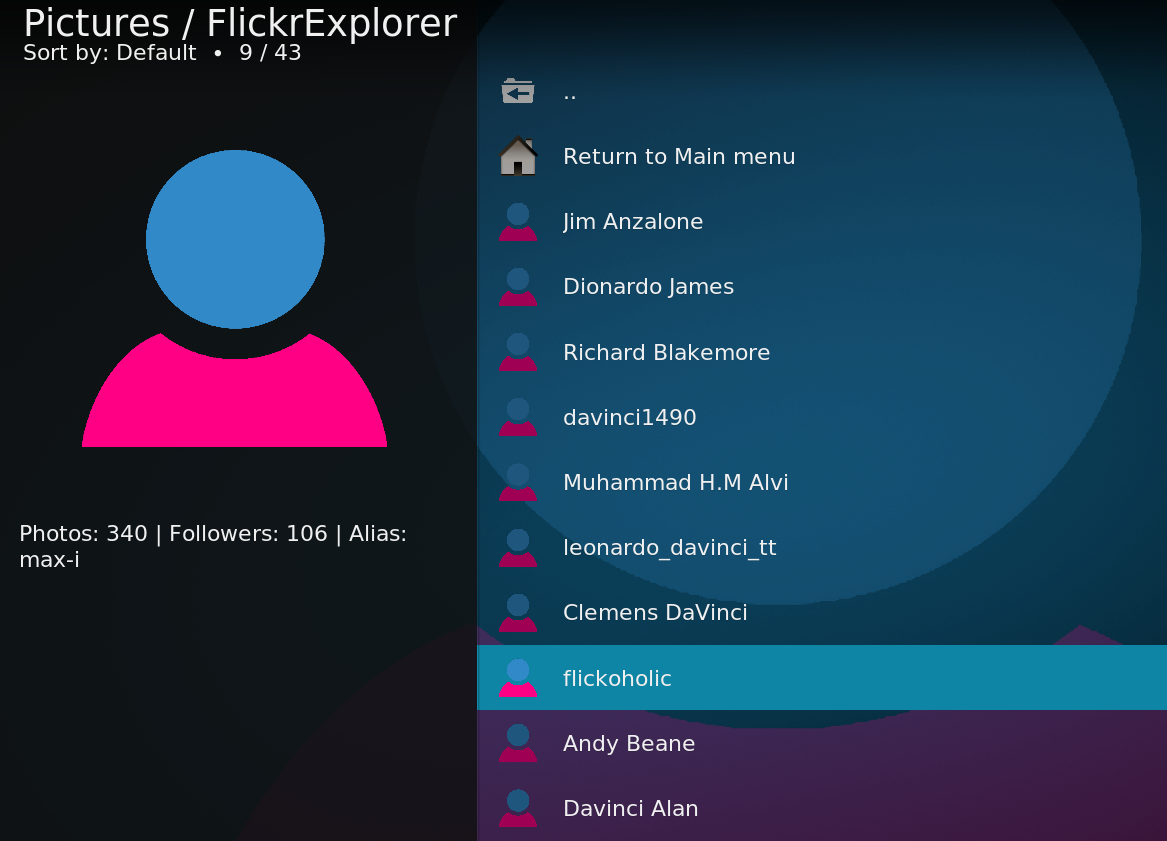 Pictures / FlickrExplorer
Sort by: Default • 9 / 43
..
Return to Main menu
Jim Anzalone
Dionardo James
Richard Blakemore
davinci1490
Muhammad H.M Alvi
leonardo_davinci_tt
Clemens DaVinci
flickoholic
Andy Beane
Davinci Alan
Photos: 340 | Followers: 106 | Alias:
max-i